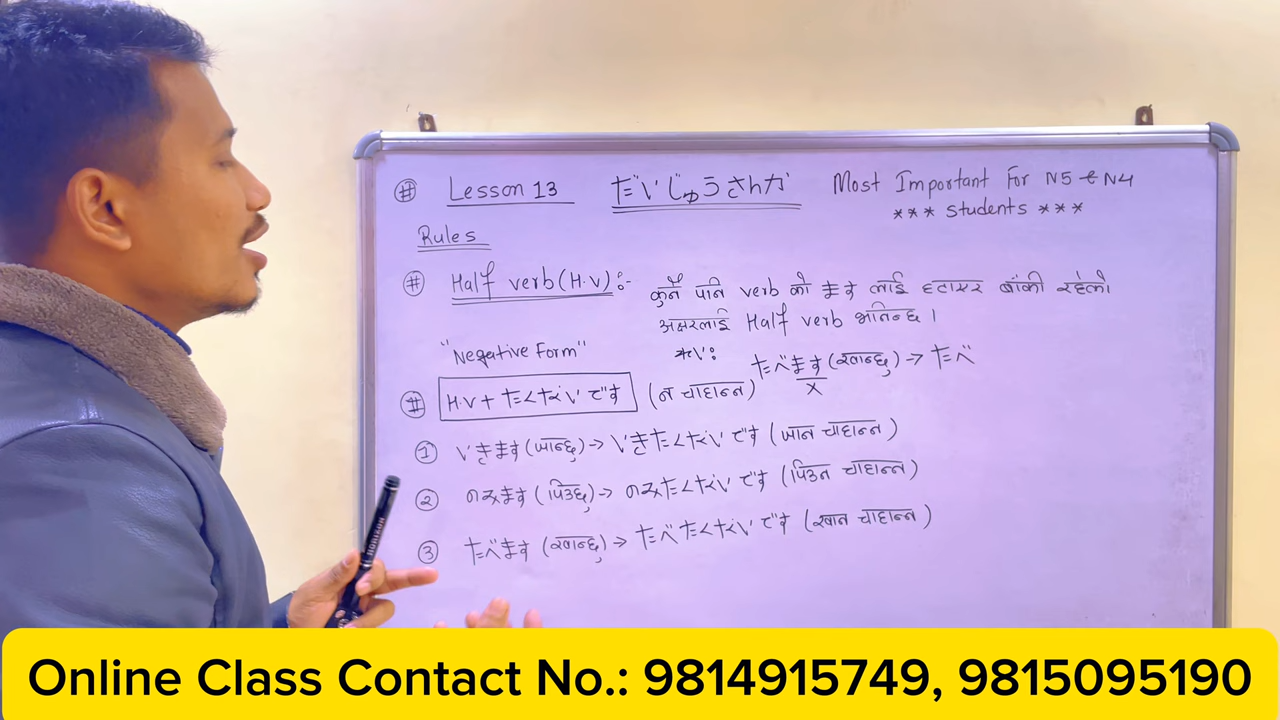 # Lesson 13 だいじゅうさんか Most Important For N5 & N4
*** Students ***
Rules
# Half verb (H.V) :- कुनै पनि verb को ます लाई हटाएर बाँकी रहेको
अक्षरलाई Half verb भनिन्छ ।
"Negative Form"
たべます (खान्छु) → たべ
X
# H.V + たくないです (न चाहान्न)
① いきます (जान्छु) → いきたくないです (जान चाहान्न)
② のみます (पिउँछु) → のみたくないです (पिउन चाहान्न)
③ たべます (खान्छु) → たべたくないです (खान चाहान्न)
HORIZON
Online Class Contact No.: 9814915749, 9815095190